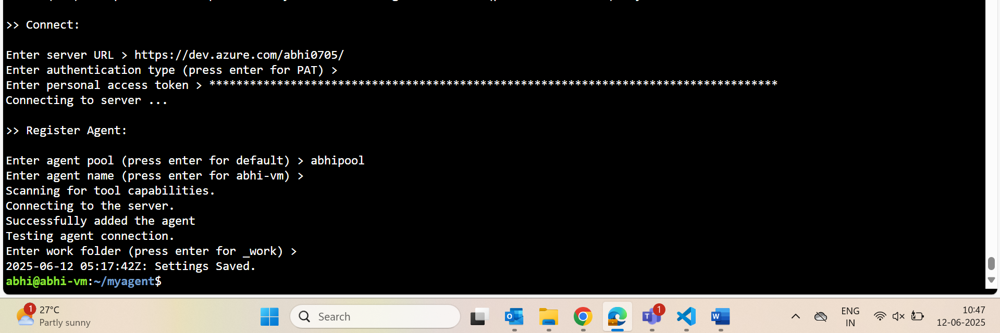 >> Connect:
Enter server URL > https://dev.azure.com/abhi0705/
Enter authentication type (press enter for PAT) >
Enter personal access token > ************************************************************************************
Connecting to server ...
>> Register Agent:
Enter agent pool (press enter for default) > abhipool
Enter agent name (press enter for abhi-vm) >
Scanning for tool capabilities.
Connecting to the server.
Successfully added the agent
Testing agent connection.
Enter work folder (press enter for _work) >
2025-06-12 05:17:42Z: Settings Saved.
abhi@abhi-vm:~/myagent$
1
27°C
Partly sunny
Search
1
ENG
IN
10:47
12-06-2025